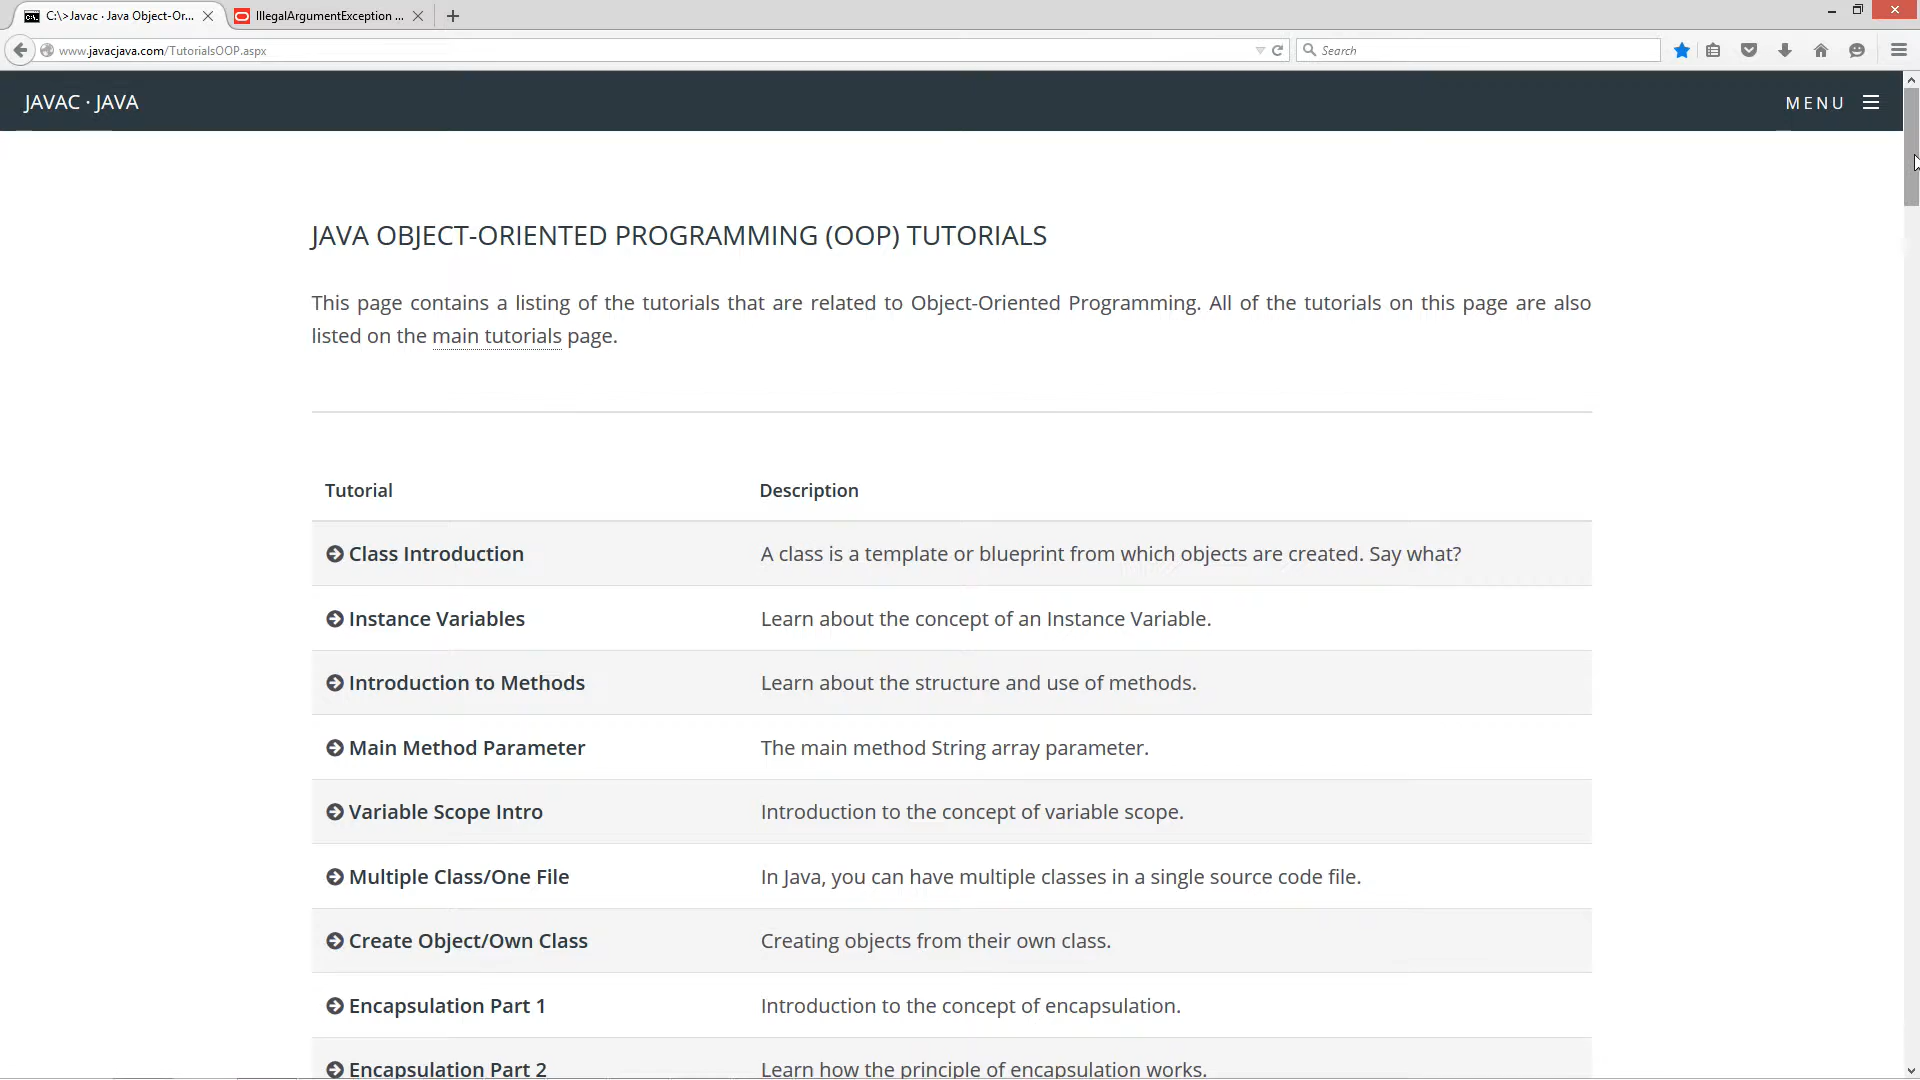 C:\>Javac · Java Object-Or...
IllegalArgumentException ...
www.javacjava.com/TutorialsOOP.aspx
Search
JAVAC · JAVA
MENU
JAVA OBJECT-ORIENTED PROGRAMMING (OOP) TUTORIALS
This page contains a listing of the tutorials that are related to Object-Oriented Programming. All of the tutorials on this page are also
listed on the main tutorials page.
Tutorial Description
Class Introduction A class is a template or blueprint from which objects are created. Say what?
Instance Variables Learn about the concept of an Instance Variable.
Introduction to Methods Learn about the structure and use of methods.
Main Method Parameter The main method String array parameter.
Variable Scope Intro Introduction to the concept of variable scope.
Multiple Class/One File In Java, you can have multiple classes in a single source code file.
Create Object/Own Class Creating objects from their own class.
Encapsulation Part 1 Introduction to the concept of encapsulation.
Encapsulation Part 2 Learn how the principle of encapsulation works.